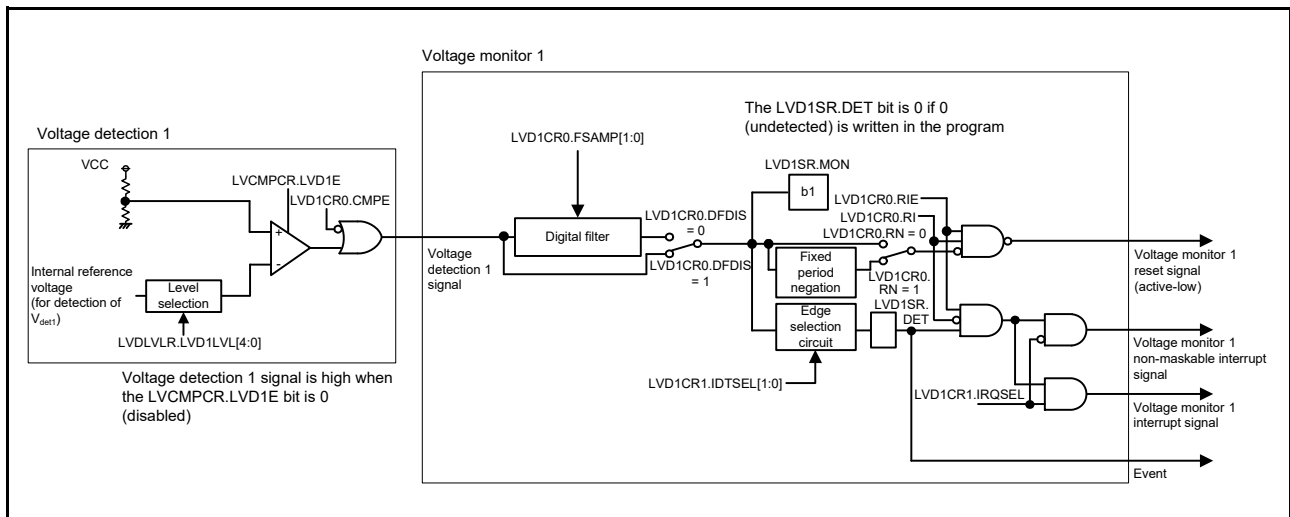 Voltage monitor 1
The LVD1SR.DET bit is 0 if 0
(undetected) is written in the program
Voltage detection 1
LVD1CR0.FSAMP[1:0]
VCC
LVCMPCR.LVD1E
LVD1CR0.CMPE
+
-
Internal reference
voltage
(for detection of
Vdet1)
Level
selection
LVDLVLR.LVD1LVL[4:0]
Voltage detection 1 signal is high when
the LVCMPCR.LVD1E bit is 0
(disabled)
Voltage
detection 1
signal
Digital filter
LVD1CR0.DFDIS
= 0
LVD1CR0.DFDIS
= 1
LVD1SR.MON
b1
LVD1CR0.RIE
LVD1CR0.RI
LVD1CR0.RN = 0
Fixed
period
negation
LVD1CR0.
RN = 1
Edge
selection
circuit
LVD1SR.
DET
LVD1CR1.IDTSEL[1:0]
LVD1CR1.IRQSEL
Voltage monitor 1
reset signal
(active-low)
Voltage monitor 1
non-maskable interrupt
signal
Voltage monitor 1
interrupt signal
Event